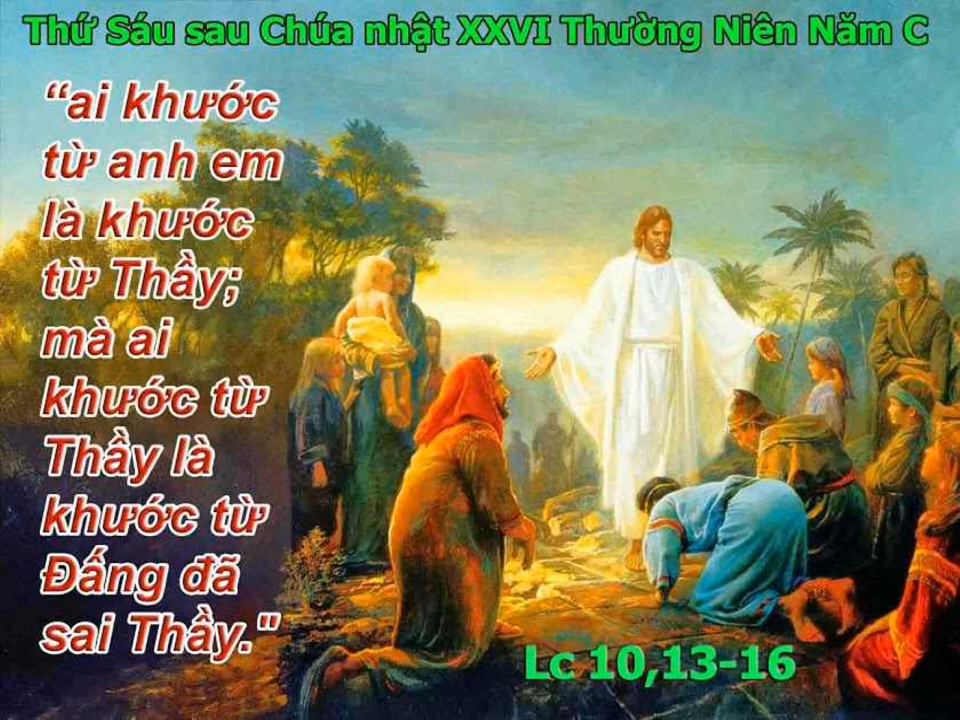 Thứ Sáu sau Chúa nhật XXVI Thường Niên Năm C
“ai khước
từ anh em
là khước
từ Thầy;
mà ai
khước từ
Thầy là
khước từ
Đấng đã
sai Thầy."
Lc 10,13-16